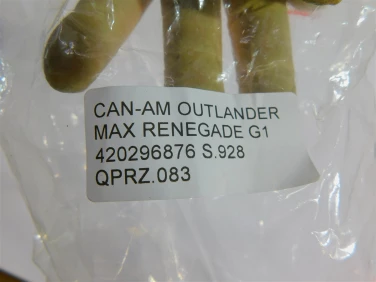 CAN-AM OUTLANDER
MAX RENEGADE G1
420296876 S.928
QPRZ.083